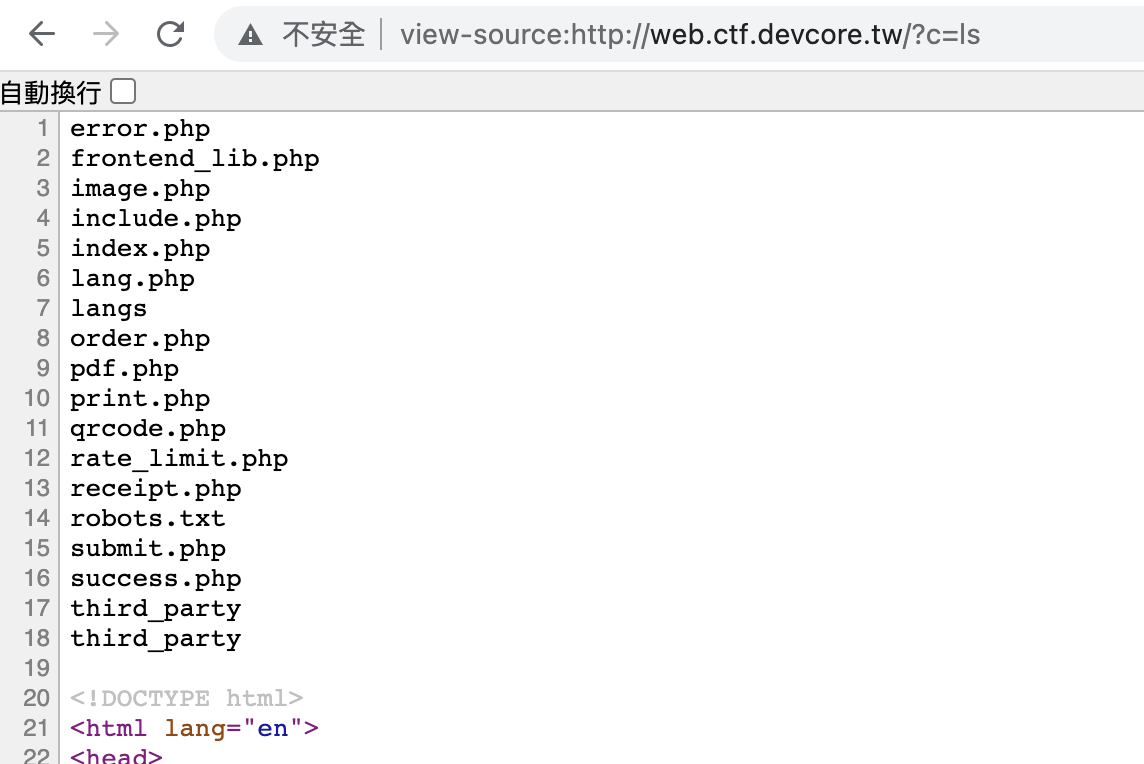 不安全 view-source:http://web.ctf.devcore.tw/?c=ls
自動換行
1 error.php
2 frontend_lib.php
3 image.php
4 include.php
5 index.php
6 lang.php
7 langs
8 order.php
9 pdf.php
10 print.php
11 qrcode.php
12 rate_limit.php
13 receipt.php
14 robots.txt
15 submit.php
16 success.php
17 third_party
18 third_party
19
20 <!DOCTYPE html>
21 <html lang="en">
22 <head>